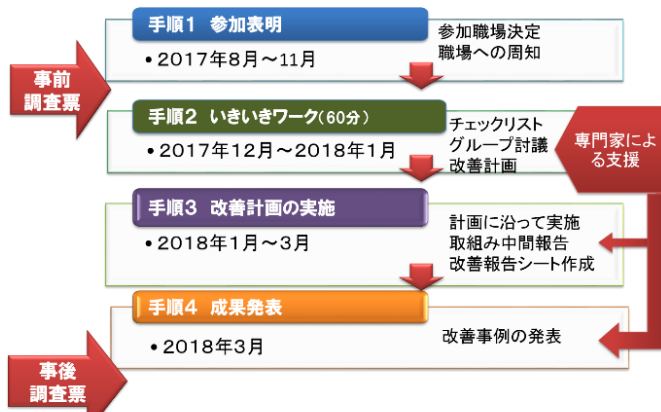 手順1 参加表明
• 2017年8月～11月
参加職場決定
職場への周知
事前
調査票
手順2 いきいきワーク(60分)
• 2017年12月～2018年1月
チェックリスト
グループ討議
改善計画
専門家によ
る支援
手順3 改善計画の実施
• 2018年1月～3月
計画に沿って実施
取組み中間報告
改善報告シート作成
手順4 成果発表
• 2018年3月
改善事例の発表
事後
調査票